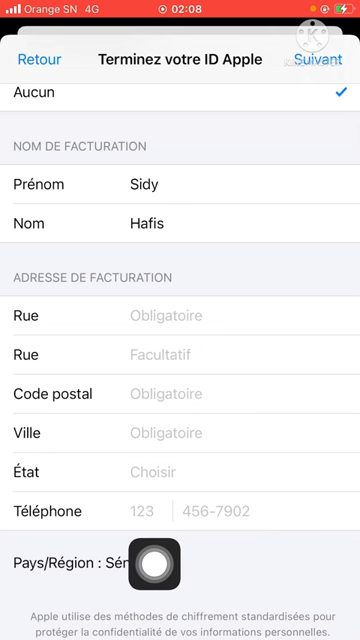 Orange SN 4G 02:08
Retour Terminez votre ID Apple Suivant
Aucun
NOM DE FACTURATION
Prénom Sidy
Nom Hafis
ADRESSE DE FACTURATION
Rue Obligatoire
Rue Facultatif
Code postal Obligatoire
Ville Obligatoire
État Choisir
Téléphone 123 456-7902
Pays/Région : Sén
Apple utilise des méthodes de chiffrement standardisées pour
protéger la confidentialité de vos informations personnelles.